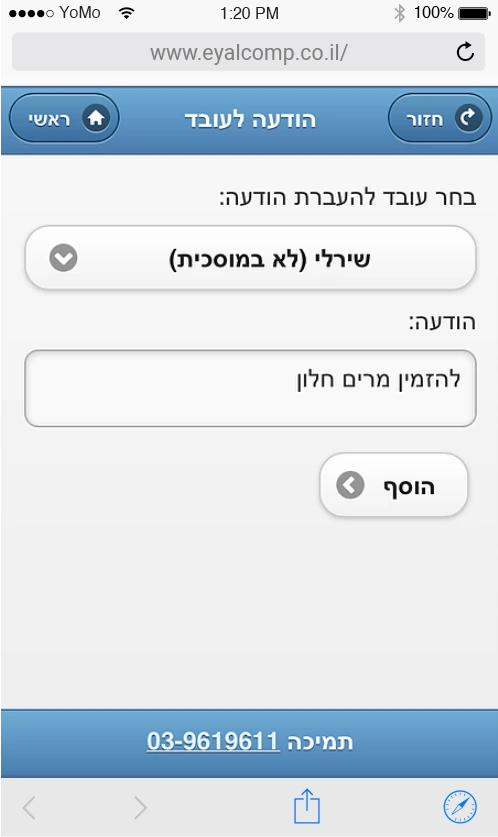 YoMo 1:20 PM 100%
www.eyalcomp.co.il/
חזור הודעה לעובד ראשי
בחר עובד להעברת הודעה:
שירלי (לא במוסכית)
הודעה:
להזמין מרים חלון
הוסף
תמיכה 03-9619611